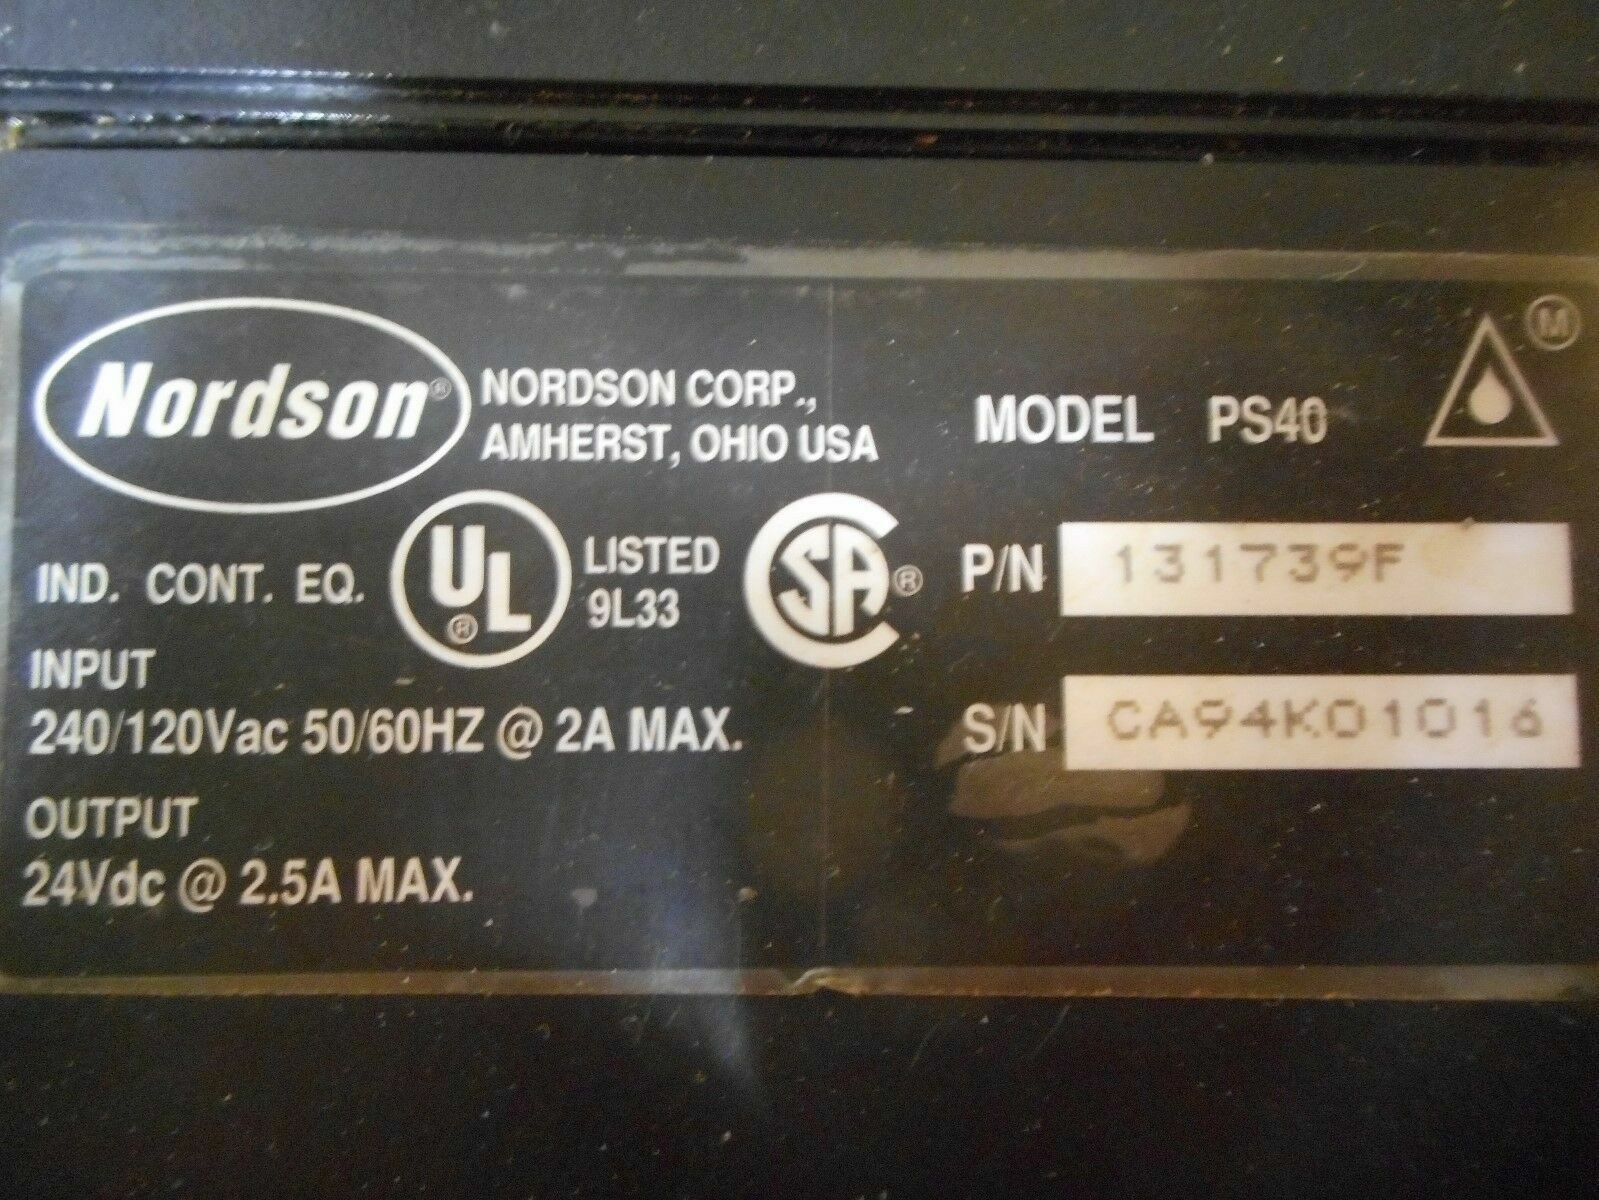 Nordson®
NORDSON CORP.,
AMHERST, OHIO USA
MODEL PS40
M
IND. CONT. EQ.
UL®
LISTED
9L33
SA®
P/N 131739F
INPUT
240/120Vac 50/60HZ @ 2A MAX.
S/N CA94K01016
OUTPUT
24Vdc @ 2.5A MAX.